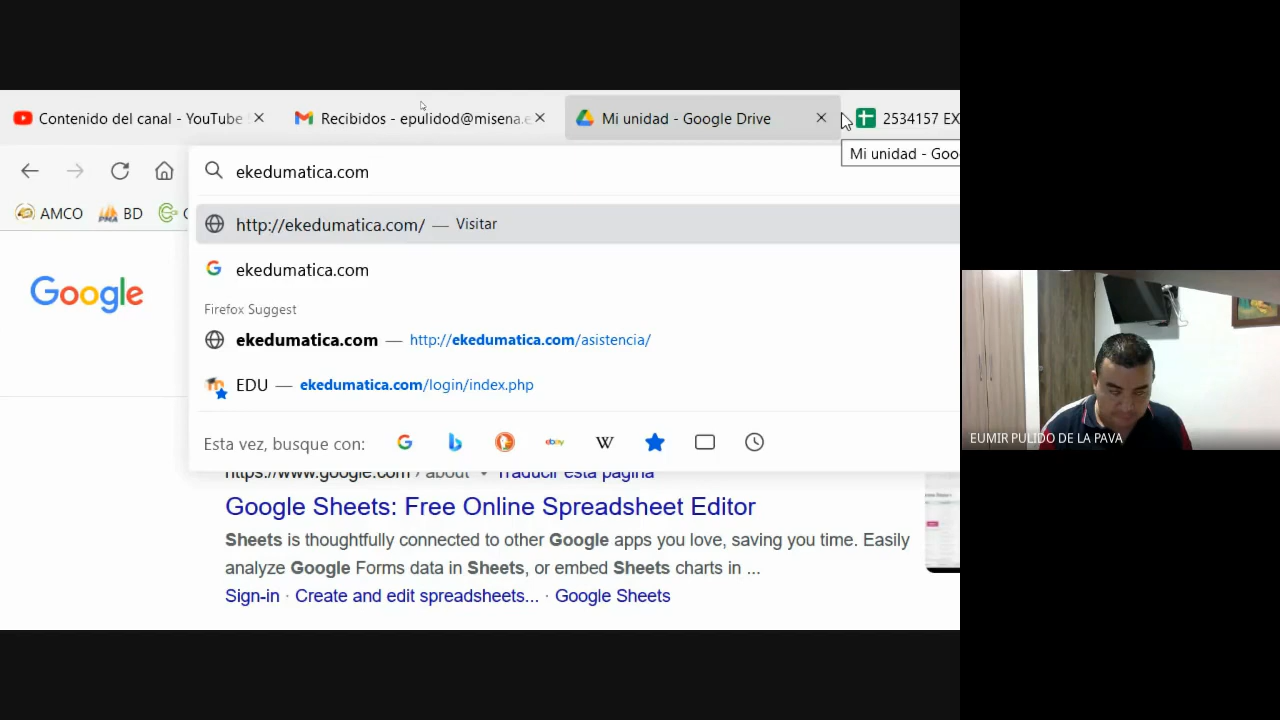 Contenido del canal - YouTube
Recibidos - epulidod@misena.e
Mi unidad - Google Drive
2534157 EX
Mi unidad - Goo
ekedumatica.com
AMCO
BD
http://ekedumatica.com/ — Visitar
Google
ekedumatica.com
Firefox Suggest
ekedumatica.com — http://ekedumatica.com/asistencia/
EDU — ekedumatica.com/login/index.php
Esta vez, busque con:
ebay
W
https://www.google.com › about Traducir esta página
Google Sheets: Free Online Spreadsheet Editor
Sheets is thoughtfully connected to other Google apps you love, saving you time. Easily
analyze Google Forms data in Sheets, or embed Sheets charts in ...
Sign-in · Create and edit spreadsheets... · Google Sheets
EUMIR PULIDO DE LA PAVA